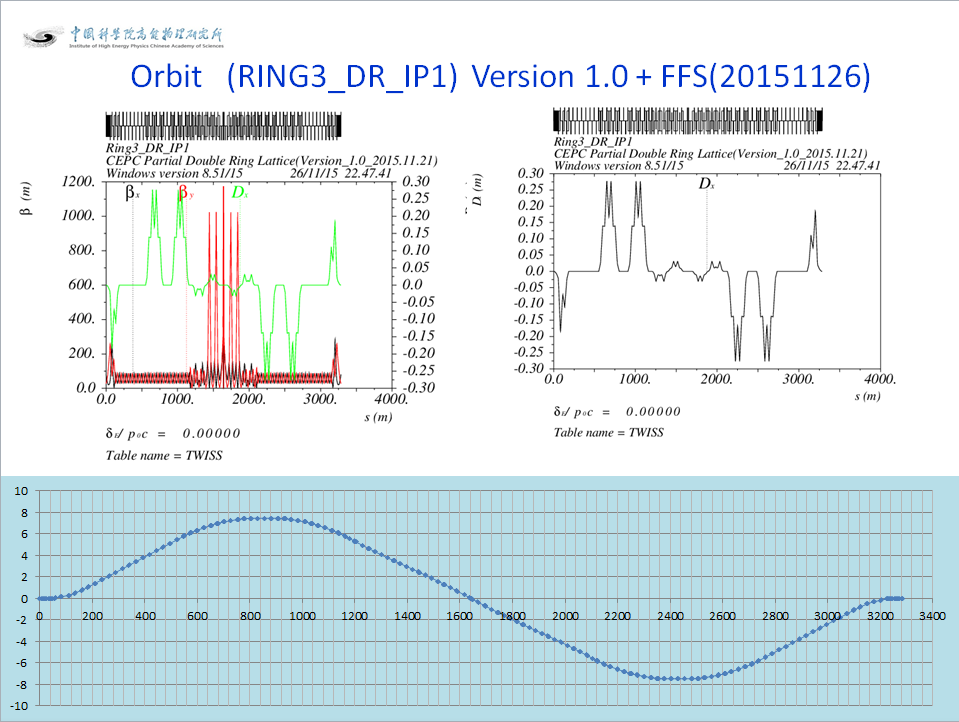 中国科学院高能物理研究所
Institute of High Energy Physics Chinese Academy of Sciences
Orbit (RING3_DR_IP1) Version 1.0 + FFS(20151126)
Ring3_DR_IP1
CEPC Partial Double Ring Lattice(Version_1.0_2015.11.21)
Windows version 8.51/15 26/11/15 22.47.41
β (m)
1200.
1000.
800.
600.
400.
200.
0.0
βx βy Dx
0.30
0.25
0.20
0.15
0.10
0.05
0.0
-0.05
-0.10
-0.15
-0.20
-0.25
-0.30
0.0 1000. 2000. 3000. 4000.
s (m)
δE/ p0c = 0.00000
Table name = TWISS
Ring3_DR_IP1
CEPC Partial Double Ring Lattice(Version_1.0_2015.11.21)
Windows version 8.51/15 26/11/15 22.47.41
D (m)
0.30
0.25
0.20
0.15
0.10
0.05
0.0
-0.05
-0.10
-0.15
-0.20
-0.25
-0.30
Dx
0.0 1000. 2000. 3000. 4000.
s (m)
δE/ p0c = 0.00000
Table name = TWISS
10
8
6
4
2
0
-2
-4
-6
-8
-10
0 200 400 600 800 1000 1200 1400 1600 1800 2000 2200 2400 2600 2800 3000 3200 3400